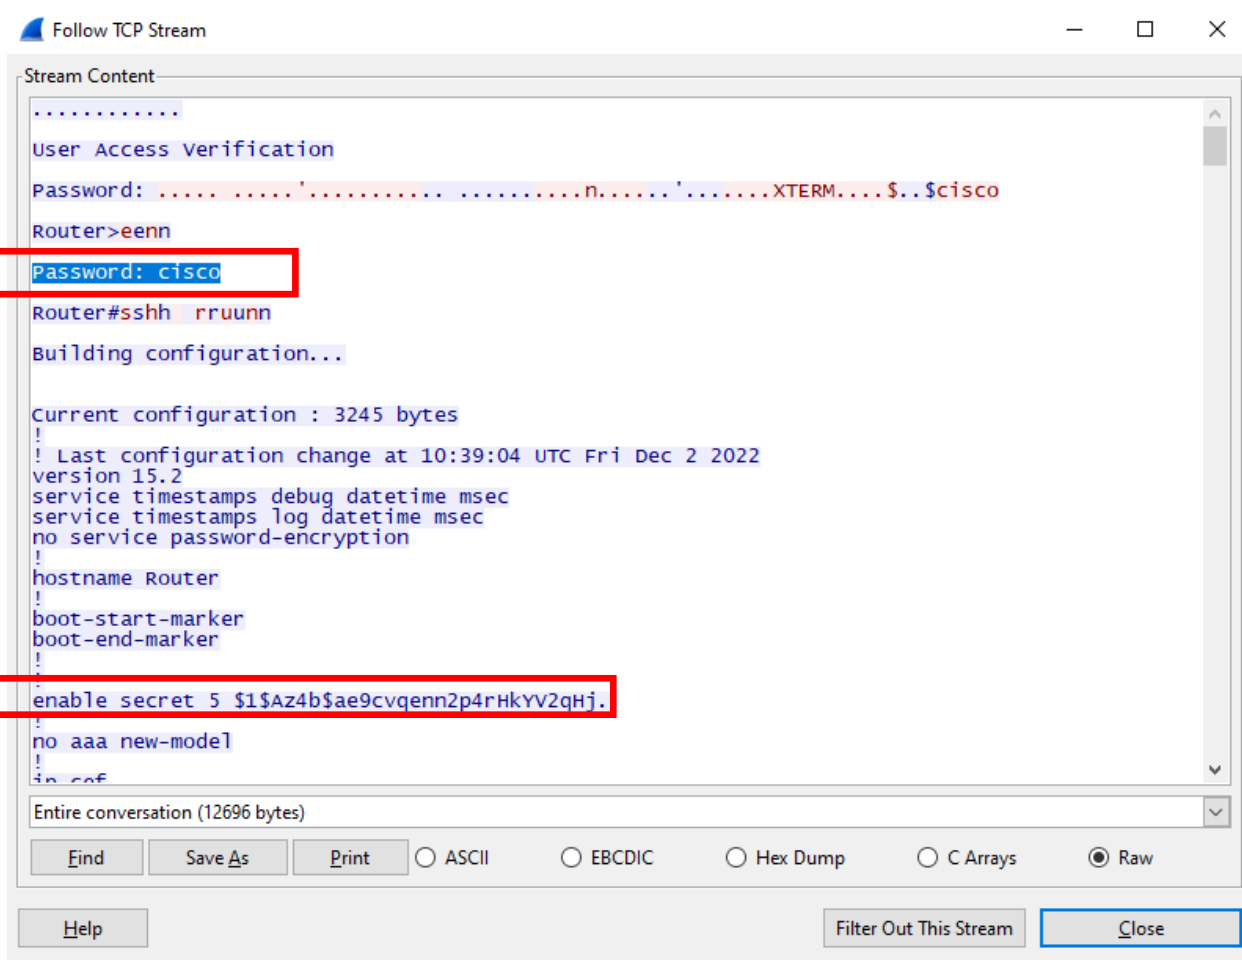 Follow TCP Stream
Stream Content
............
User Access Verification
Password: ..... .....'........... ..........n......'.......XTERM....$..$cisco
Router>eenn
Password: cisco
Router#sshh  rruunn
Building configuration...
Current configuration : 3245 bytes
!
! Last configuration change at 10:39:04 UTC Fri Dec 2 2022
version 15.2
service timestamps debug datetime msec
service timestamps log datetime msec
no service password-encryption
!
hostname Router
!
boot-start-marker
boot-end-marker
!
!
enable secret 5 $1$Az4b$ae9cvqenn2p4rHkYV2qHj.
!
no aaa new-model
!
ip cef
Entire conversation (12696 bytes)
Find Save As Print ASCII EBCDIC Hex Dump C Arrays Raw
Help Filter Out This Stream Close